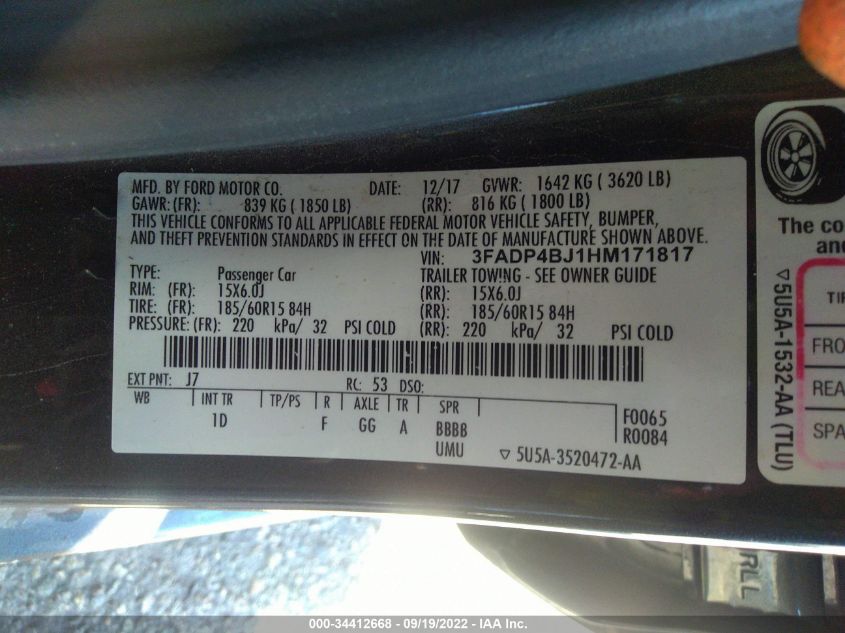 MFD. BY FORD MOTOR CO. DATE: 12/17 GVWR: 1642 KG ( 3620 LB)
GAWR: (FR): 839 KG ( 1850 LB) (RR): 816 KG ( 1800 LB)
THIS VEHICLE CONFORMS TO ALL APPLICABLE FEDERAL MOTOR VEHICLE SAFETY, BUMPER,
AND THEFT PREVENTION STANDARDS IN EFFECT ON THE DATE OF MANUFACTURE SHOWN ABOVE.
VIN: 3FADP4BJ1HM171817
TYPE: Passenger Car TRAILER TOWING - SEE OWNER GUIDE
RIM: (FR): 15X6.0J (RR): 15X6.0J
TIRE: (FR): 185/60R15 84H (RR): 185/60R15 84H
PRESSURE: (FR): 220 kPa/ 32 PSI COLD (RR): 220 kPa/ 32 PSI COLD
EXT PNT: J7 RC: 53 DSO:
WB INT TR TP/PS R AXLE TR SPR F0065
1D F GG A BBBB R0084
UMU ▽ 5U5A-3520472-AA
The co
an
▽5U5A-1532-AA (TLU)
TI
FRO
REA
SPA
RLL
000-34412668 - 09/19/2022 - IAA Inc.